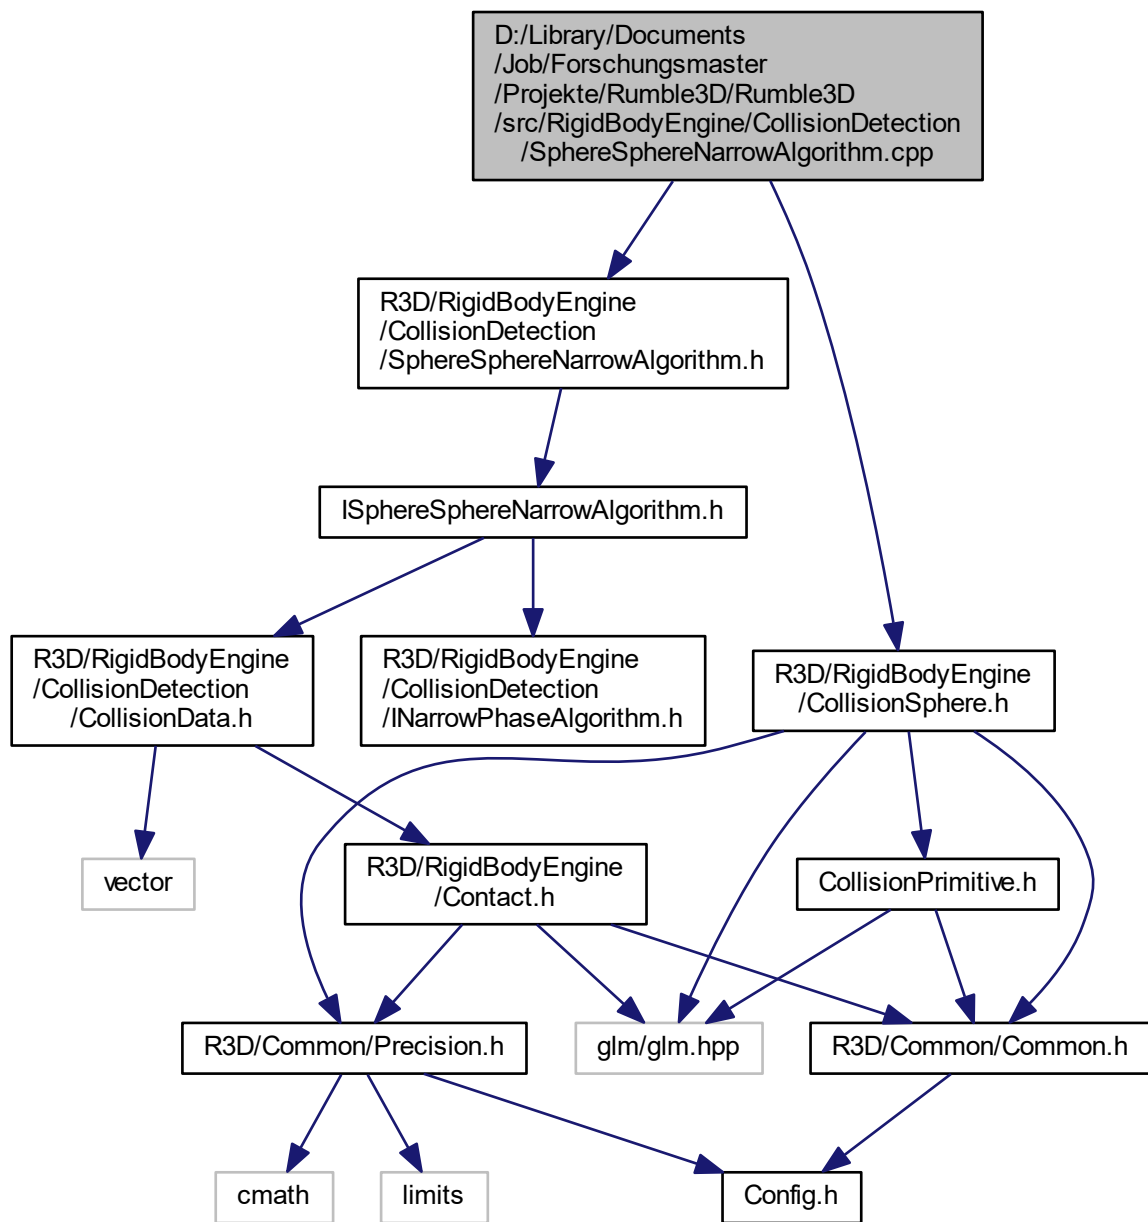 D:/Library/Documents
/Job/Forschungsmaster
/Projekte/Rumble3D/Rumble3D
/src/RigidBodyEngine/CollisionDetection
/SphereSphereNarrowAlgorithm.cpp
R3D/RigidBodyEngine
/CollisionDetection
/SphereSphereNarrowAlgorithm.h
ISphereSphereNarrowAlgorithm.h
R3D/RigidBodyEngine
/CollisionDetection
/CollisionData.h
R3D/RigidBodyEngine
/CollisionDetection
/INarrowPhaseAlgorithm.h
R3D/RigidBodyEngine
/CollisionSphere.h
vector
R3D/RigidBodyEngine
/Contact.h
CollisionPrimitive.h
R3D/Common/Precision.h
glm/glm.hpp
R3D/Common/Common.h
cmath
limits
Config.h